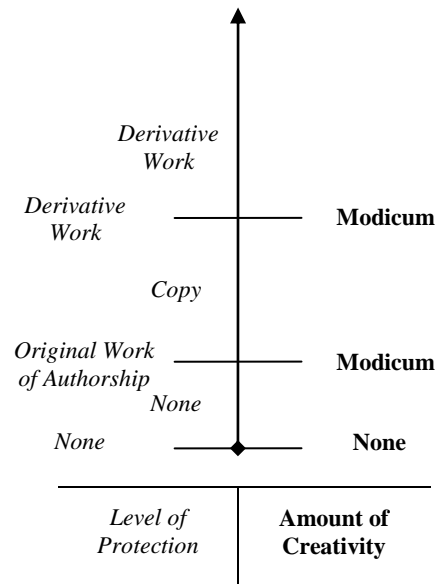 Derivative
Work
Derivative
Work
Modicum
Copy
Original Work
of Authorship
Modicum
None
None
None
Level of
Protection
Amount of
Creativity